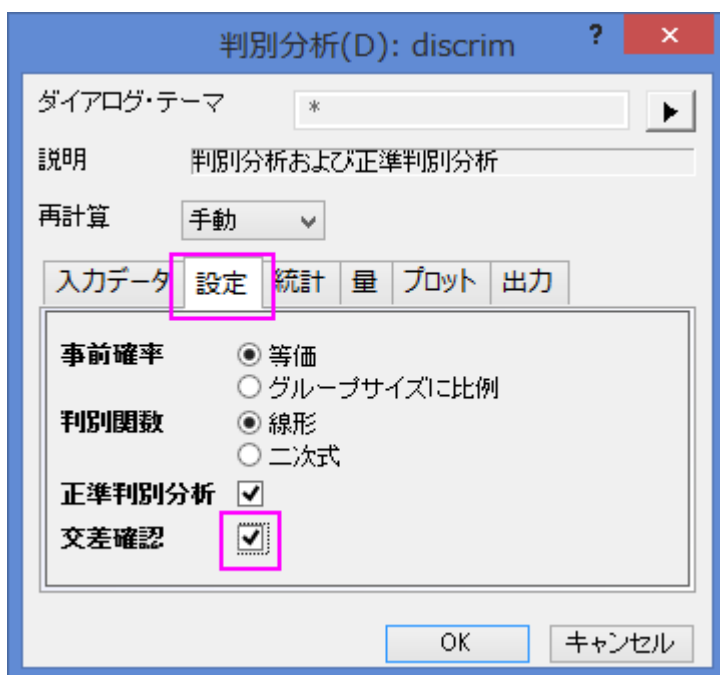 判別分析(D): discrim ? ×
ダイアログ・テーマ *
説明 判別分析および正準判別分析
再計算 手動
入力データ 設定 統計 量 プロット 出力
事前確率 等価
グループサイズに比例
判別関数 線形
二次式
正準判別分析
交差確認
OK キャンセル